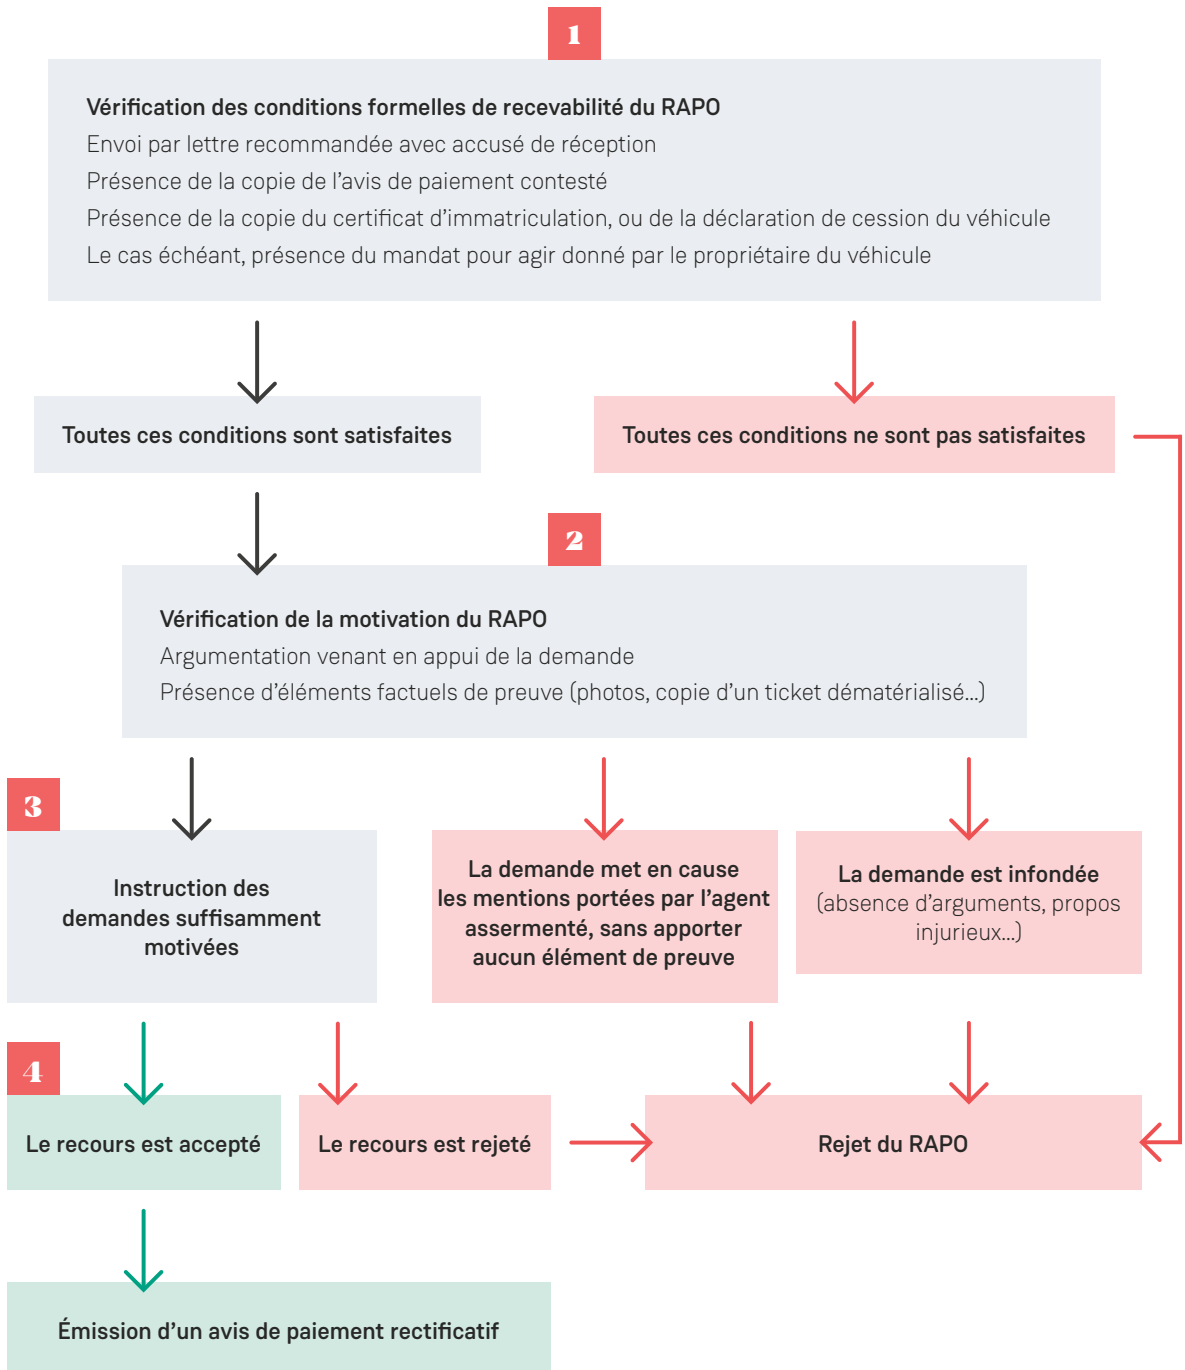 1
Vérification des conditions formelles de recevabilité du RAPO
Envoi par lettre recommandée avec accusé de réception
Présence de la copie de l’avis de paiement contesté
Présence de la copie du certificat d’immatriculation, ou de la déclaration de cession du véhicule
Le cas échéant, présence du mandat pour agir donné par le propriétaire du véhicule
Toutes ces conditions sont satisfaites
Toutes ces conditions ne sont pas satisfaites
2
Vérification de la motivation du RAPO
Argumentation venant en appui de la demande
Présence d’éléments factuels de preuve (photos, copie d’un ticket dématérialisé...)
3
Instruction des
demandes suffisamment
motivées
La demande met en cause
les mentions portées par l’agent
assermenté, sans apporter
aucun élément de preuve
La demande est infondée
(absence d’arguments, propos
injurieux...)
4
Le recours est accepté
Le recours est rejeté
Rejet du RAPO
Émission d’un avis de paiement rectificatif